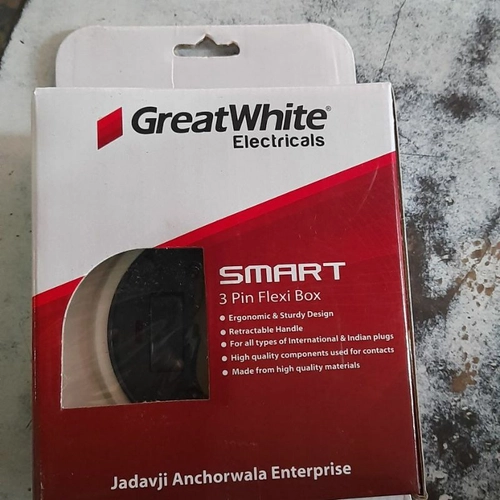 GreatWhite®
Electricals
SMART
3 Pin Flexi Box
• Ergonomic & Sturdy Design
• Retractable Handle
• For all types of International & Indian plugs
• High quality components used for contacts
• Made from high quality materials
Jadavji Anchorwala Enterprise